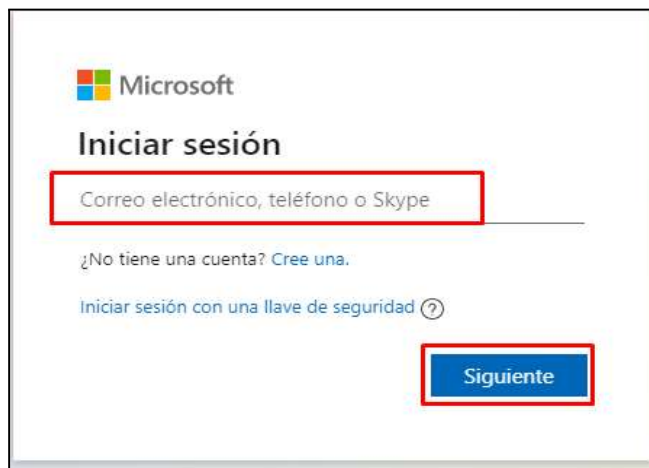 Microsoft
Iniciar sesión
Correo electrónico, teléfono o Skype
¿No tiene una cuenta? Cree una.
Iniciar sesión con una llave de seguridad ?
Siguiente